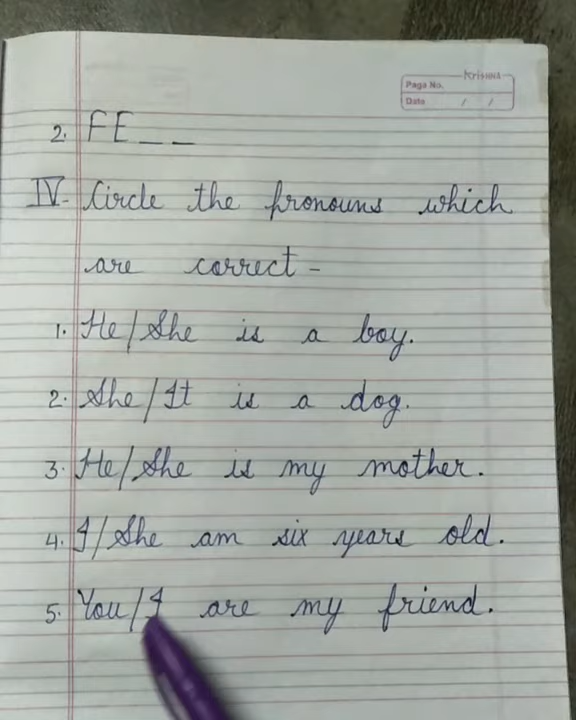 Krisons
Page No.
Date / /
2. FE_ _
IV. Circle the pronouns which
are correct -
1. He/She is a boy.
2. She/It is a dog.
3. He/She is my mother.
4. I/She am six years old.
5. You/I are my friend.